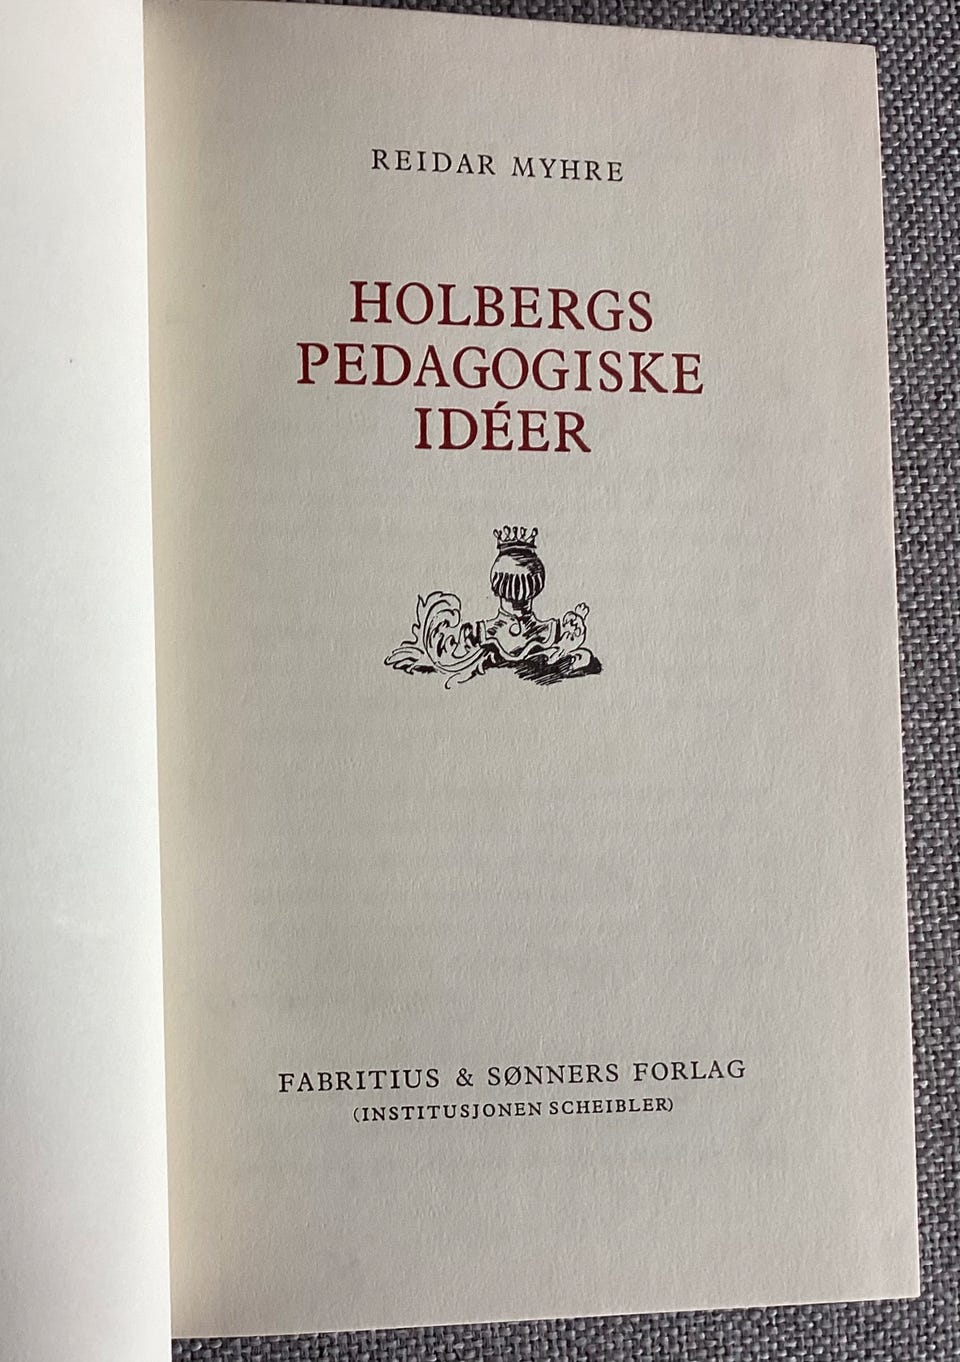 REIDAR MYHRE
HOLBERGS
PEDAGOGISKE
IDÉER
FABRITIUS & SØNNERS FORLAG
(INSTITUSJONEN SCHEIBLER)